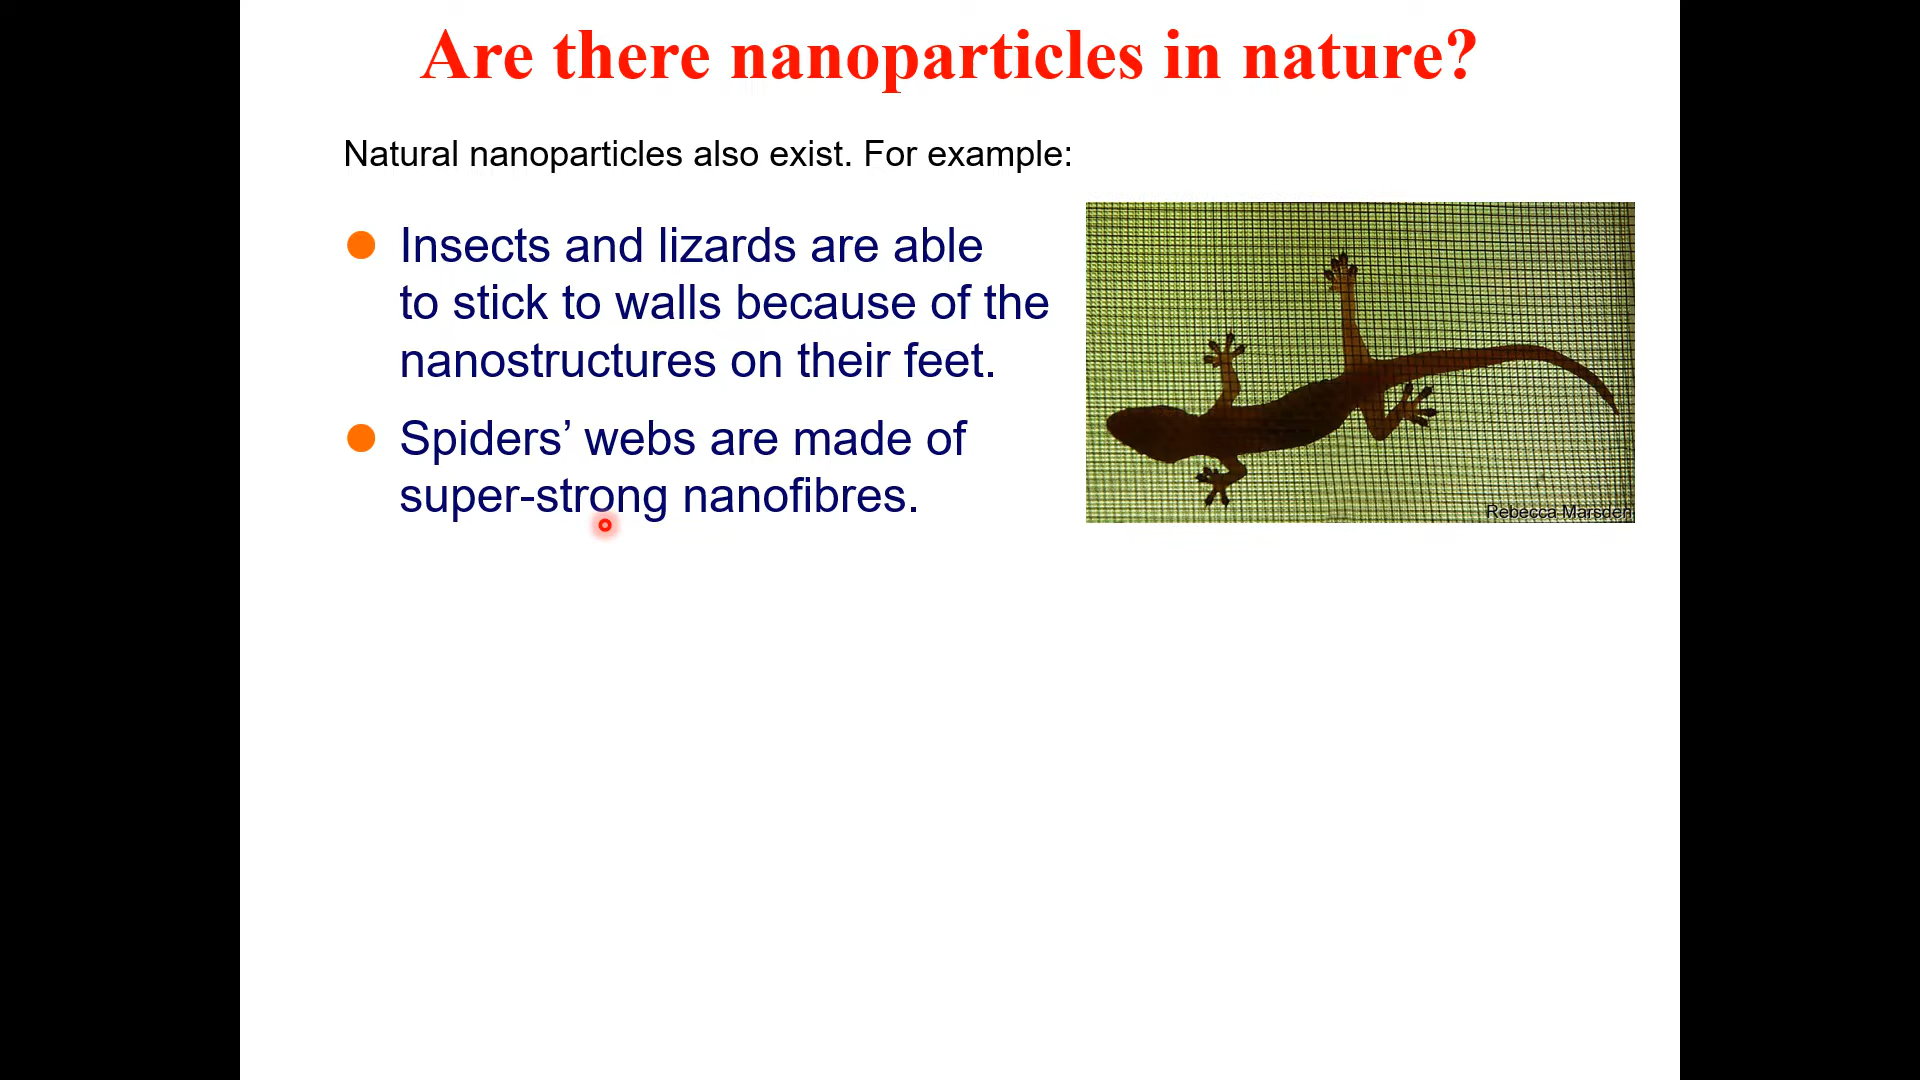 Are there nanoparticles in nature?
Natural nanoparticles also exist. For example:
Insects and lizards are able
to stick to walls because of the
nanostructures on their feet.
Spiders’ webs are made of
super-strong nanofibres.
Rebecca Marsden